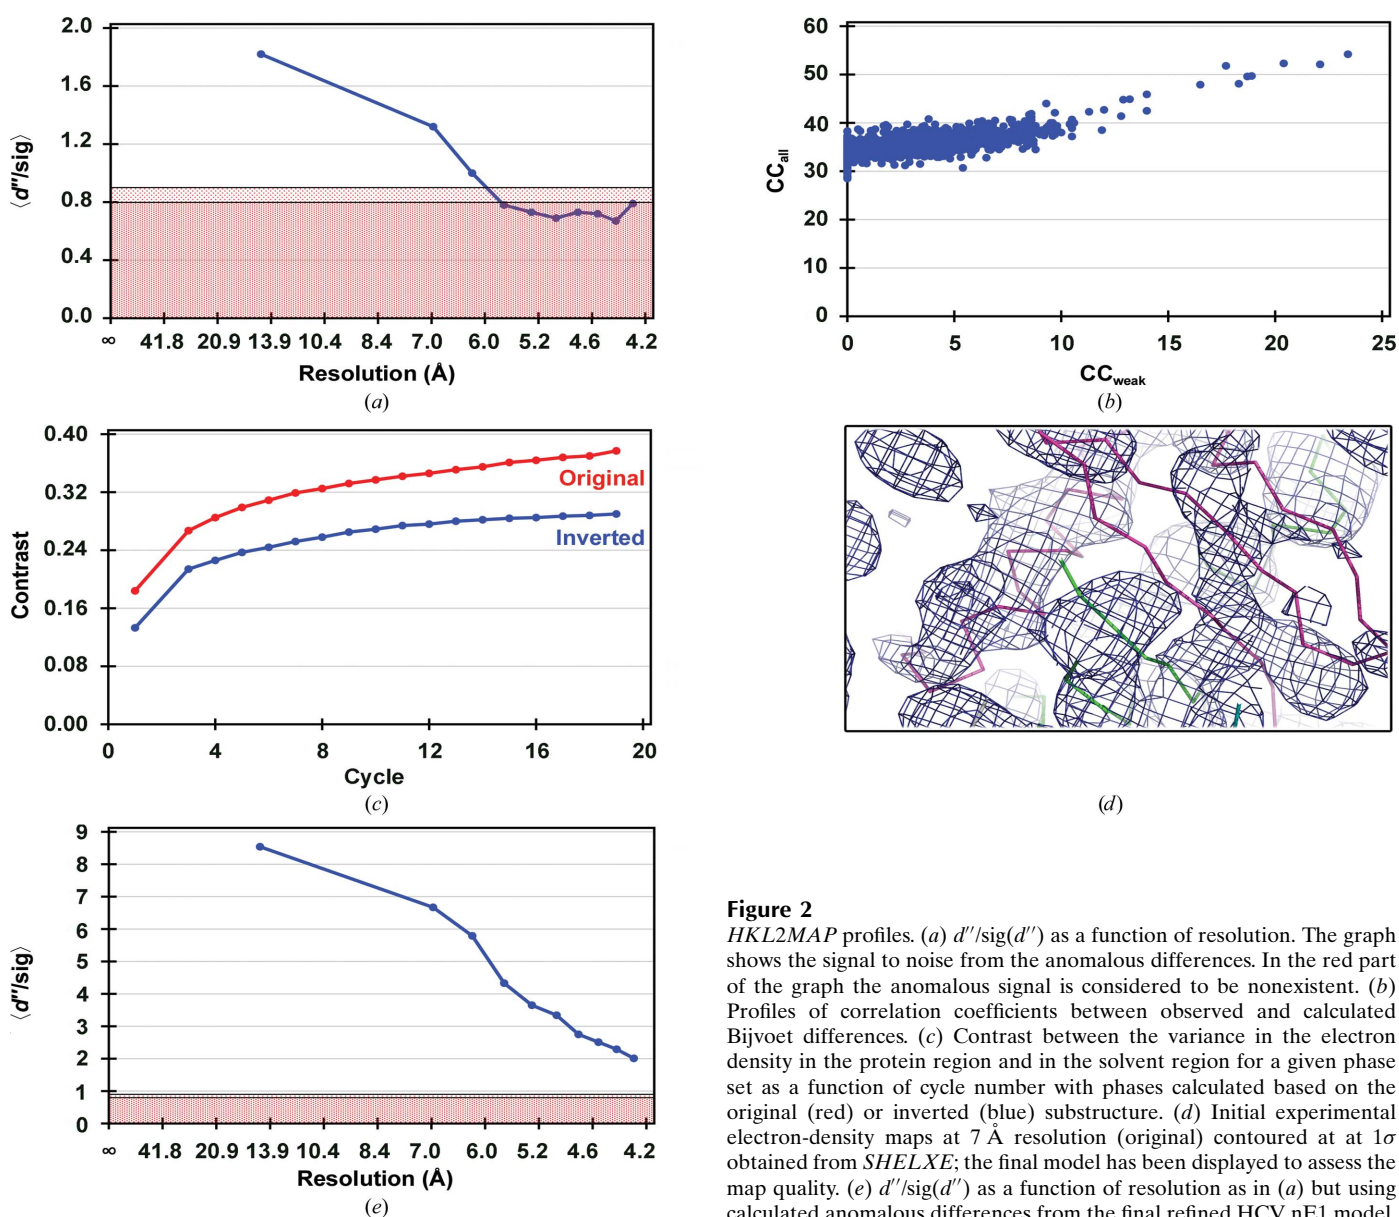 2.0
1.6
1.2
0.8
0.4
0.0
⟨d″/sig⟩
∞ 41.8 20.9 13.9 10.4 8.4 7.0 6.0 5.2 4.6 4.2
Resolution (Å)
(a)
60
50
40
30
20
10
0
CCall
0 5 10 15 20 25
CCweak
(b)
0.40
0.32
0.24
0.16
0.08
0.00
Contrast
Original
Inverted
0 4 8 12 16 20
Cycle
(c)
(d)
9
8
7
6
5
4
3
2
1
0
⟨d″/sig⟩
∞ 41.8 20.9 13.9 10.4 8.4 7.0 6.0 5.2 4.6 4.2
Resolution (Å)
(e)
Figure 2
HKL2MAP profiles. (a) d″/sig(d″) as a function of resolution. The graph
shows the signal to noise from the anomalous differences. In the red part
of the graph the anomalous signal is considered to be nonexistent. (b)
Profiles of correlation coefficients between observed and calculated
Bijvoet differences. (c) Contrast between the variance in the electron
density in the protein region and in the solvent region for a given phase
set as a function of cycle number with phases calculated based on the
original (red) or inverted (blue) substructure. (d) Initial experimental
electron-density maps at 7 Å resolution (original) contoured at at 1σ
obtained from SHELXE; the final model has been displayed to assess the
map quality. (e) d″/sig(d″) as a function of resolution as in (a) but using
calculated anomalous differences from the final refined HCV nE1 model.